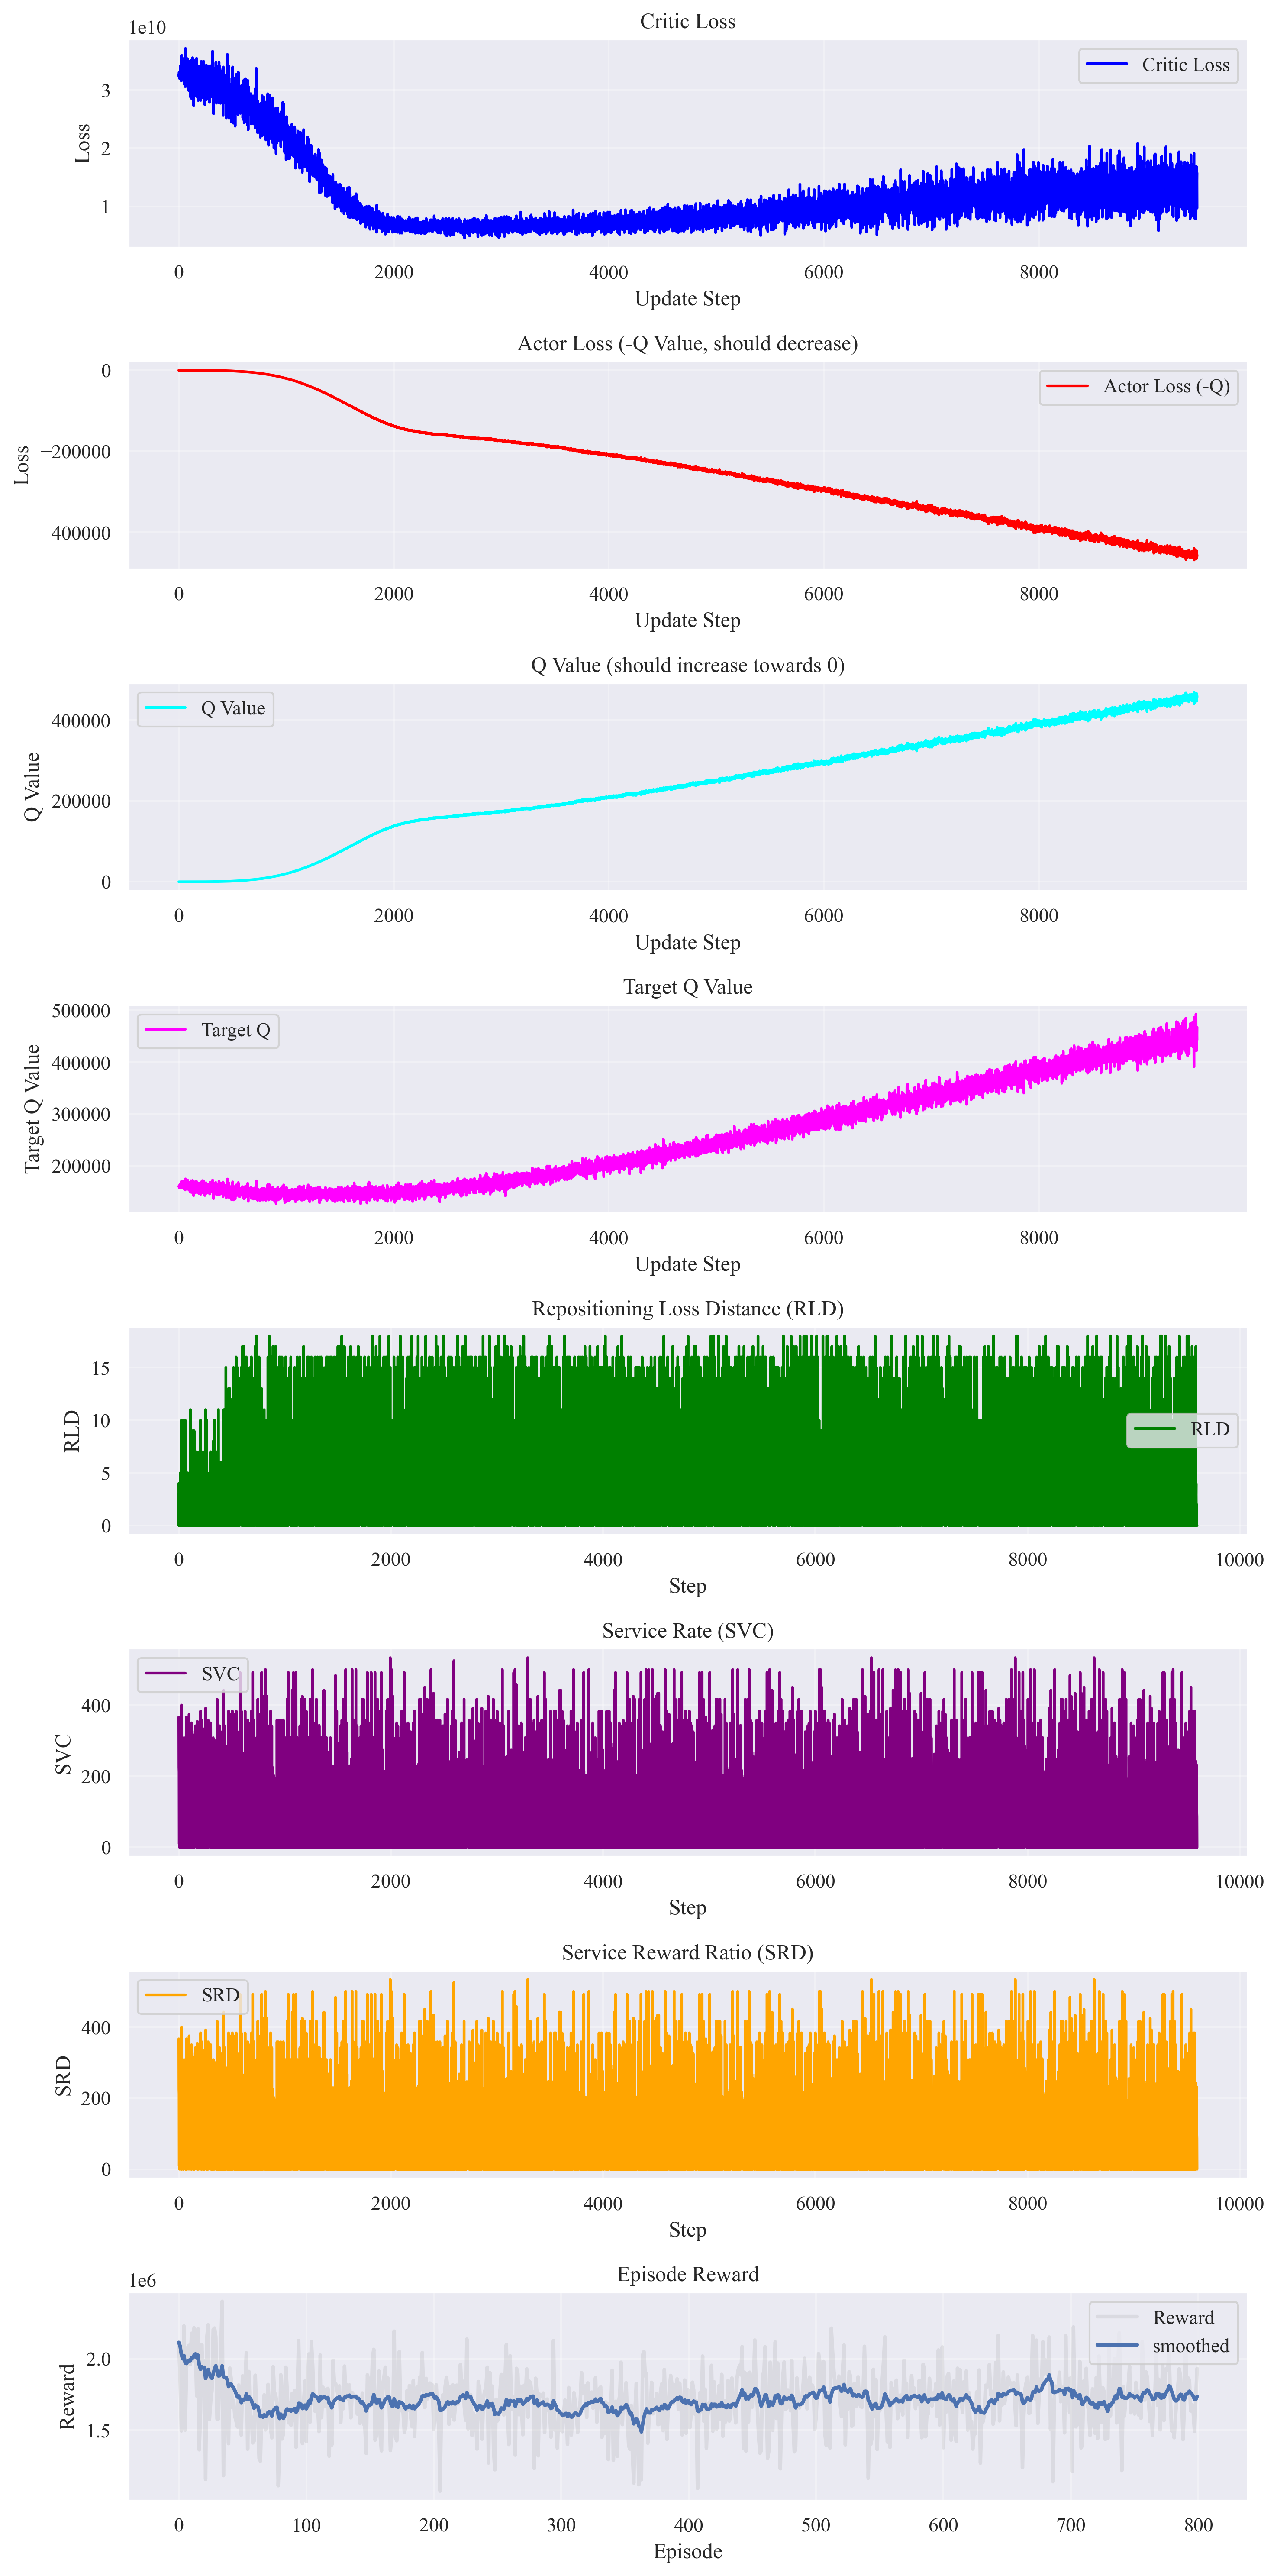 Critic Loss
1e10
Critic Loss
3
2
1
Loss
0 2000 4000 6000 8000
Update Step
Actor Loss (-Q Value, should decrease)
Actor Loss (-Q)
0
−200000
−400000
Loss
0 2000 4000 6000 8000
Update Step
Q Value (should increase towards 0)
Q Value
400000
200000
0
Q Value
0 2000 4000 6000 8000
Update Step
Target Q Value
Target Q
500000
400000
300000
200000
Target Q Value
0 2000 4000 6000 8000
Update Step
Repositioning Loss Distance (RLD)
RLD
15
10
5
0
RLD
0 2000 4000 6000 8000 10000
Step
Service Rate (SVC)
SVC
400
200
0
SVC
0 2000 4000 6000 8000 10000
Step
Service Reward Ratio (SRD)
SRD
400
200
0
SRD
0 2000 4000 6000 8000 10000
Step
Episode Reward
1e6
Reward
smoothed
2.0
1.5
Reward
0 100 200 300 400 500 600 700 800
Episode